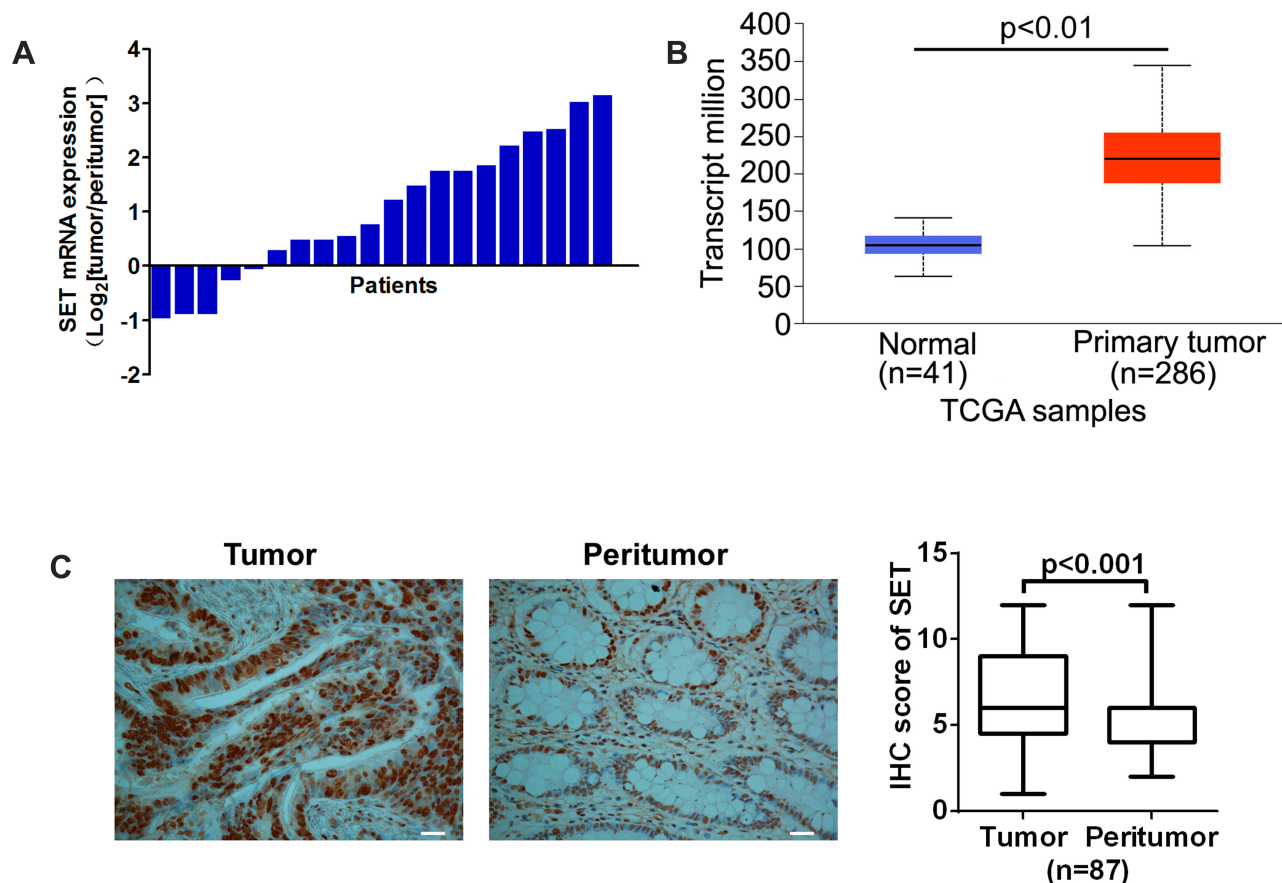 A
SET mRNA expression
(Log2[tumor/peritumor])
4
3
2
1
0
-1
-2
Patients
B
Transcript million
400
350
300
250
200
150
100
50
0
p<0.01
Normal
(n=41)
Primary tumor
(n=286)
TCGA samples
C
Tumor
Peritumor
IHC score of SET
15
10
5
0
p<0.001
Tumor Peritumor
(n=87)